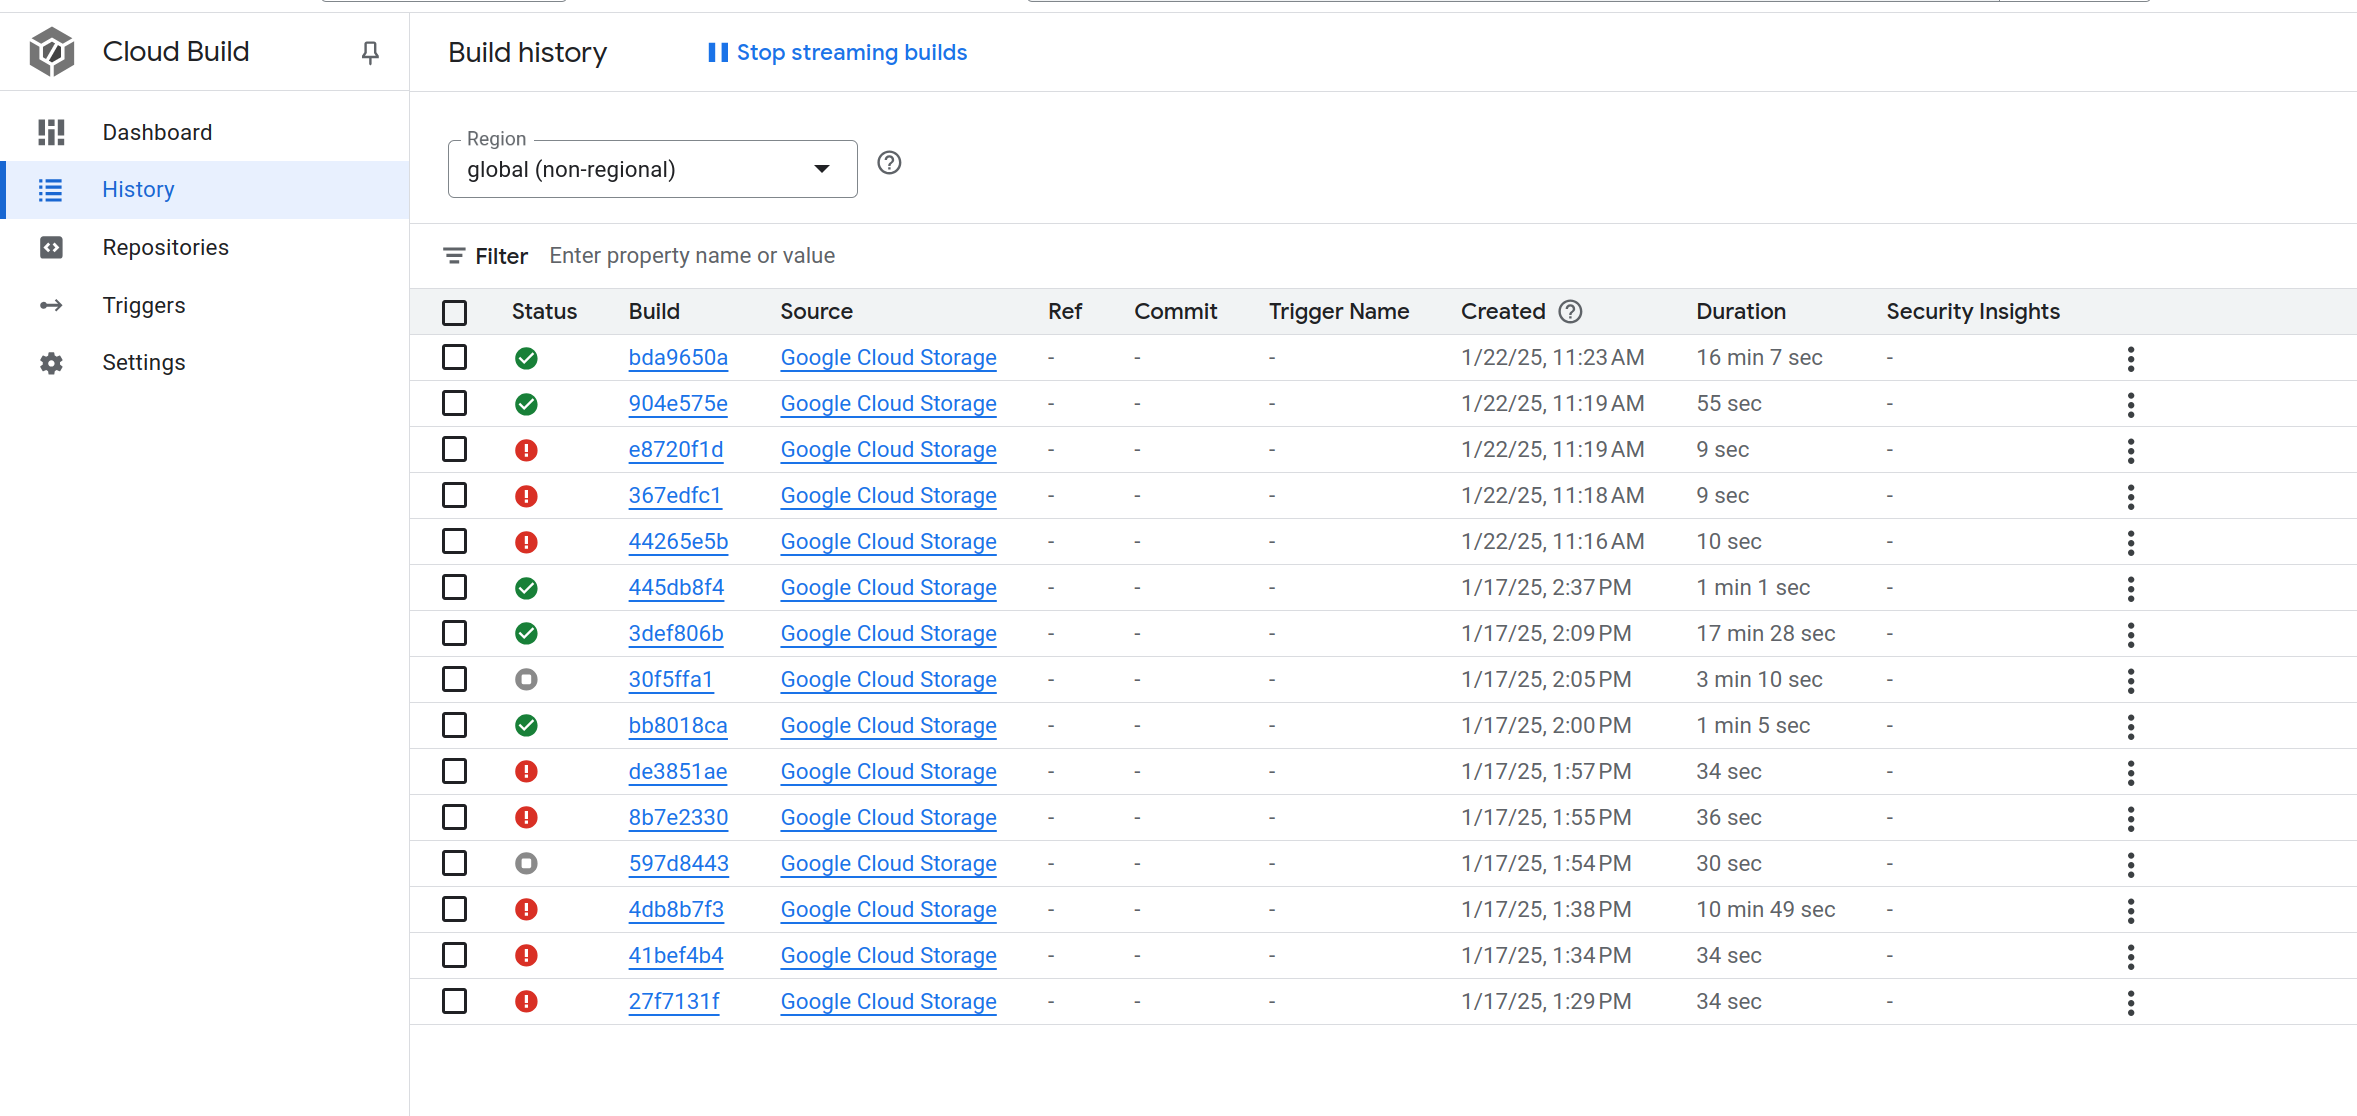 Cloud Build
Dashboard
History
Repositories
Triggers
Settings
Build history
Stop streaming builds
Region
global (non-regional)
Filter Enter property name or value
Status Build Source Ref Commit Trigger Name Created Duration Security Insights
bda9650a Google Cloud Storage - - - 1/22/25, 11:23 AM 16 min 7 sec -
904e575e Google Cloud Storage - - - 1/22/25, 11:19 AM 55 sec -
e8720f1d Google Cloud Storage - - - 1/22/25, 11:19 AM 9 sec -
367edfc1 Google Cloud Storage - - - 1/22/25, 11:18 AM 9 sec -
44265e5b Google Cloud Storage - - - 1/22/25, 11:16 AM 10 sec -
445db8f4 Google Cloud Storage - - - 1/17/25, 2:37 PM 1 min 1 sec -
3def806b Google Cloud Storage - - - 1/17/25, 2:09 PM 17 min 28 sec -
30f5ffa1 Google Cloud Storage - - - 1/17/25, 2:05 PM 3 min 10 sec -
bb8018ca Google Cloud Storage - - - 1/17/25, 2:00 PM 1 min 5 sec -
de3851ae Google Cloud Storage - - - 1/17/25, 1:57 PM 34 sec -
8b7e2330 Google Cloud Storage - - - 1/17/25, 1:55 PM 36 sec -
597d8443 Google Cloud Storage - - - 1/17/25, 1:54 PM 30 sec -
4db8b7f3 Google Cloud Storage - - - 1/17/25, 1:38 PM 10 min 49 sec -
41bef4b4 Google Cloud Storage - - - 1/17/25, 1:34 PM 34 sec -
27f7131f Google Cloud Storage - - - 1/17/25, 1:29 PM 34 sec -